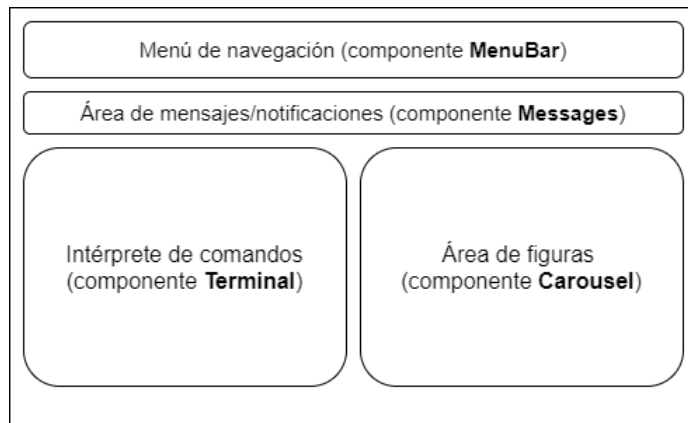 Menú de navegación (componente MenuBar)
Área de mensajes/notificaciones (componente Messages)
Intérprete de comandos
(componente Terminal)
Área de figuras
(componente Carousel)